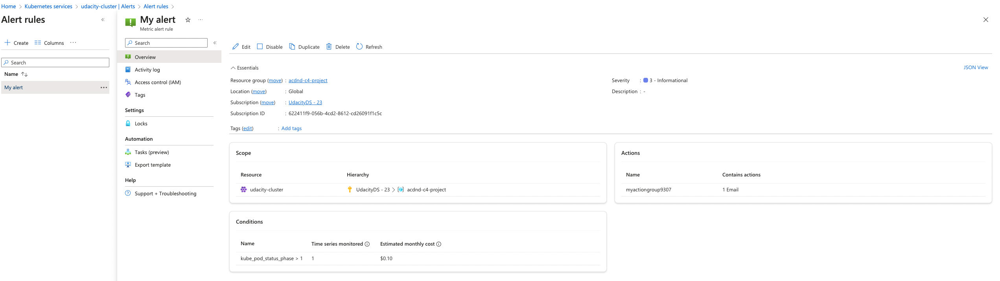 Home > Kubernetes services > udacity-cluster | Alerts > Alert rules >
Alert rules
Create Columns
Search
Name
My alert
My alert
Metric alert rule
Search
Overview
Activity log
Access control (IAM)
Tags
Settings
Locks
Automation
Tasks (preview)
Export template
Help
Support + Troubleshooting
Edit Disable Duplicate Delete Refresh
Essentials
JSON View
Resource group (move) : acdnd-c4-project
Location (move) : Global
Subscription (move) : UdacityDS - 23
Subscription ID : 622411f9-056b-4cd2-8612-cd26091f1c5c
Tags (edit) : Add tags
Severity : 3 - Informational
Description : -
Scope
Resource Hierarchy
udacity-cluster UdacityDS - 23 > acdnd-c4-project
Actions
Name Contains actions
myactiongroup9307 1 Email
Conditions
Name Time series monitored Estimated monthly cost
kube_pod_status_phase > 1 1 $0.10